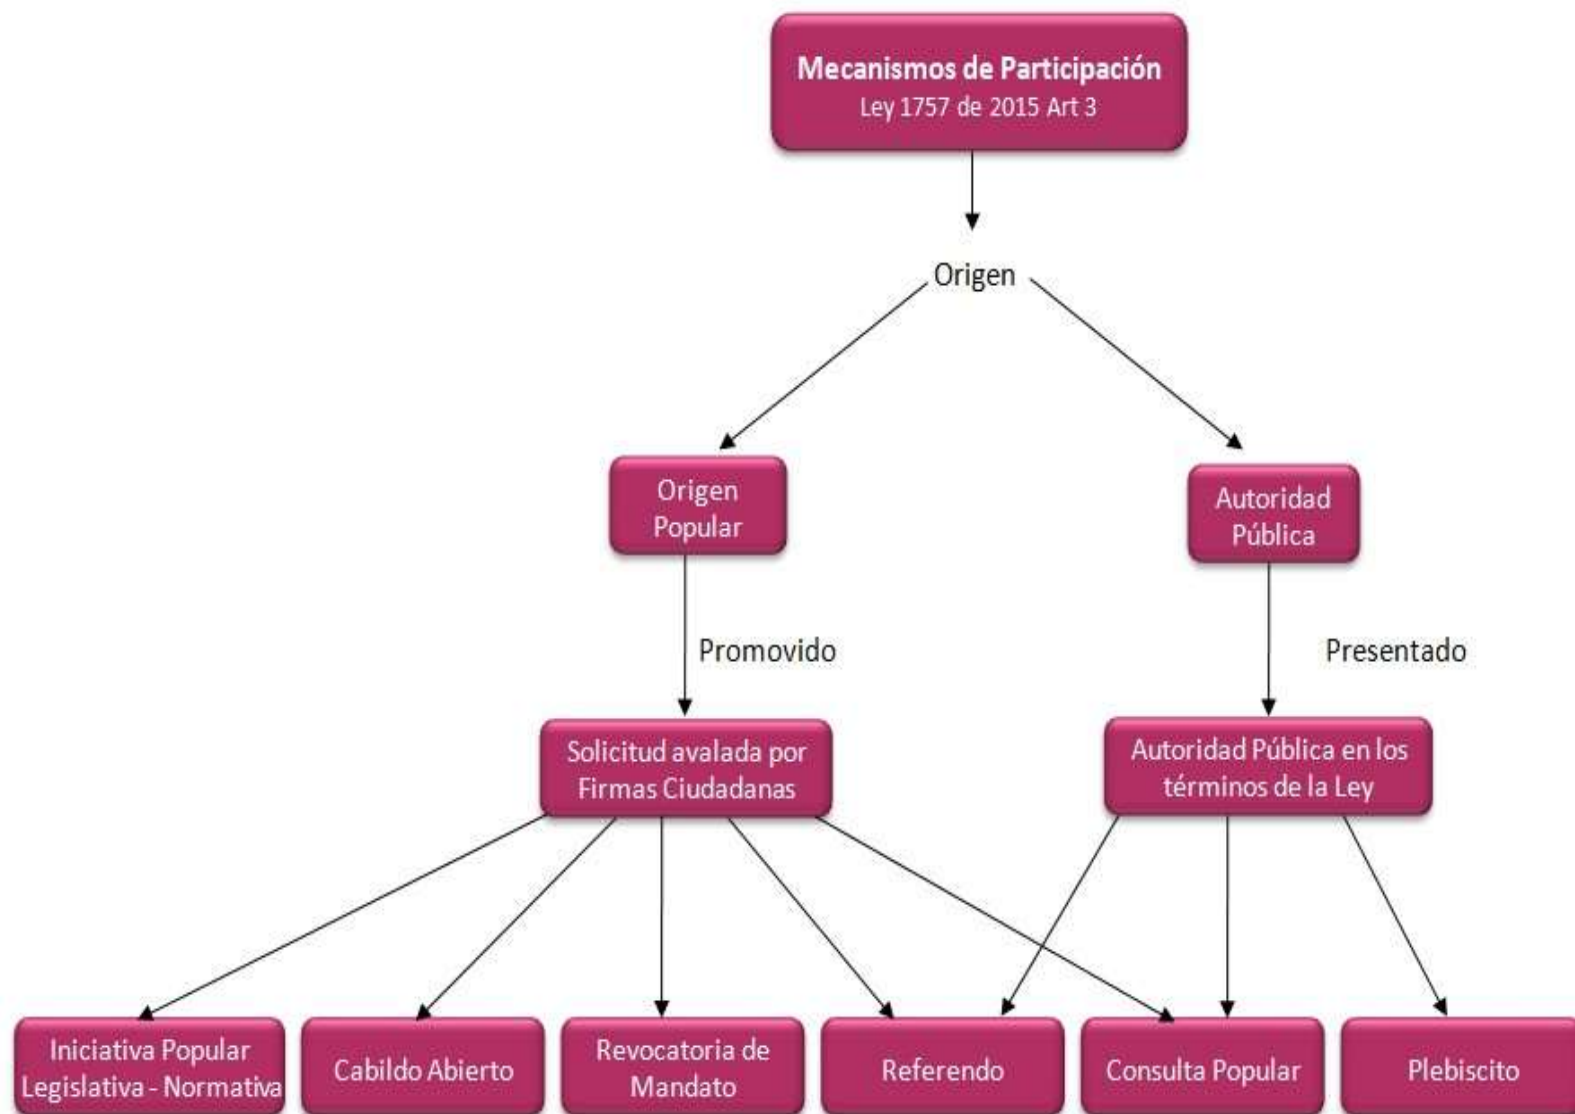 Mecanismos de Participación
Ley 1757 de 2015 Art 3
Origen
Origen
Popular
Autoridad
Pública
Promovido
Presentado
Solicitud avalada por
Firmas Ciudadanas
Autoridad Pública en los
términos de la Ley
Iniciativa Popular
Legislativa - Normativa
Cabildo Abierto
Revocatoria de
Mandato
Referendo
Consulta Popular
Plebiscito